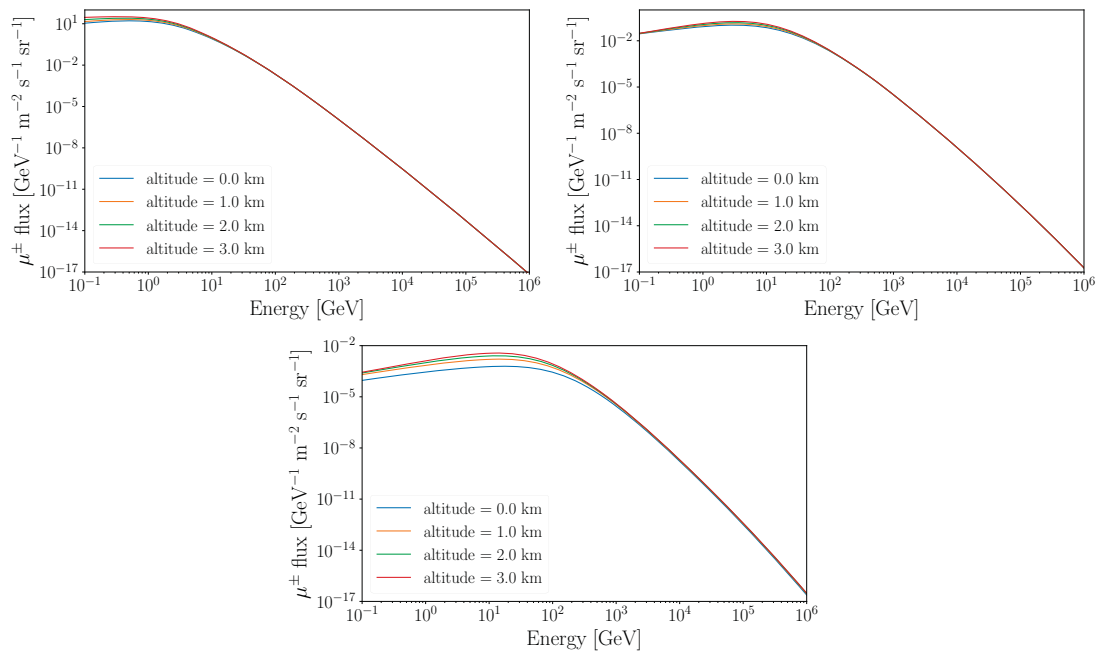 10^1
10^{-2}
10^{-5}
10^{-8}
10^{-11}
10^{-14}
10^{-17}
μ^± flux [GeV^{-1} m^{-2} s^{-1} sr^{-1}]
altitude = 0.0 km
altitude = 1.0 km
altitude = 2.0 km
altitude = 3.0 km
10^{-1} 10^0 10^1 10^2 10^3 10^4 10^5 10^6
Energy [GeV]
10^{-2}
10^{-5}
10^{-8}
10^{-11}
10^{-14}
10^{-17}
μ^± flux [GeV^{-1} m^{-2} s^{-1} sr^{-1}]
altitude = 0.0 km
altitude = 1.0 km
altitude = 2.0 km
altitude = 3.0 km
10^{-1} 10^0 10^1 10^2 10^3 10^4 10^5 10^6
Energy [GeV]
10^{-2}
10^{-5}
10^{-8}
10^{-11}
10^{-14}
10^{-17}
μ^± flux [GeV^{-1} m^{-2} s^{-1} sr^{-1}]
altitude = 0.0 km
altitude = 1.0 km
altitude = 2.0 km
altitude = 3.0 km
10^{-1} 10^0 10^1 10^2 10^3 10^4 10^5 10^6
Energy [GeV]